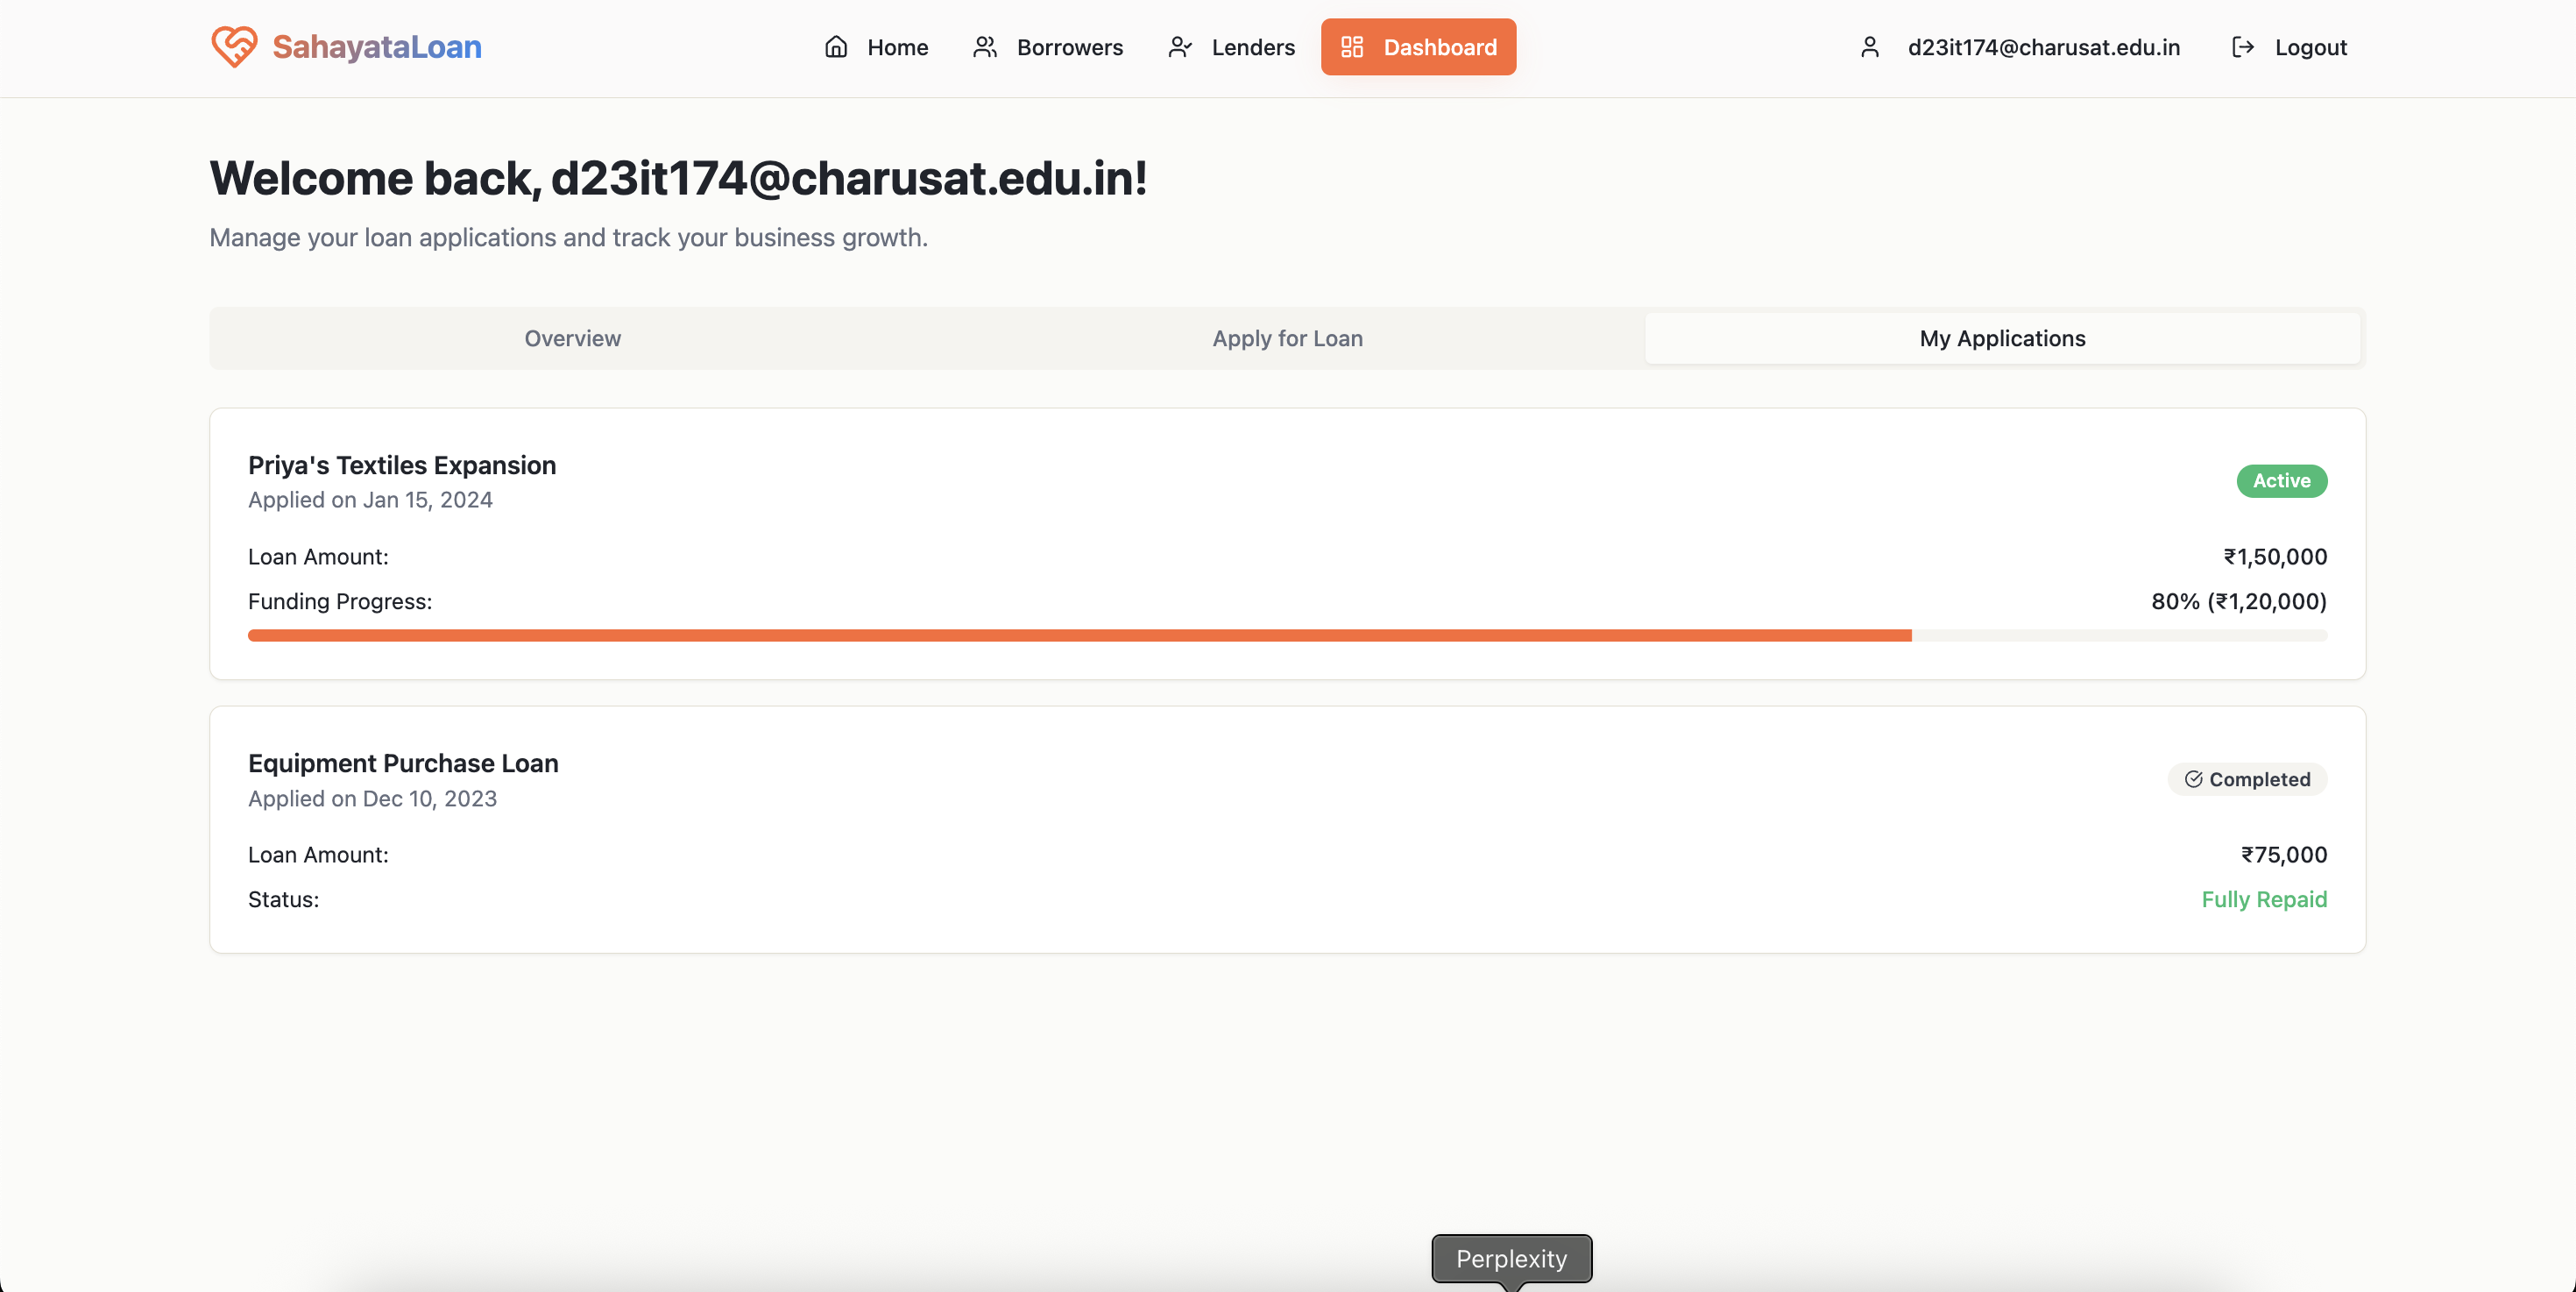 SahayataLoan
Home
Borrowers
Lenders
Dashboard
d23it174@charusat.edu.in
Logout
Welcome back, d23it174@charusat.edu.in!
Manage your loan applications and track your business growth.
Overview
Apply for Loan
My Applications
Priya's Textiles Expansion
Applied on Jan 15, 2024
Active
Loan Amount:
₹1,50,000
Funding Progress:
80% (₹1,20,000)
Equipment Purchase Loan
Applied on Dec 10, 2023
Completed
Loan Amount:
₹75,000
Status:
Fully Repaid
Perplexity